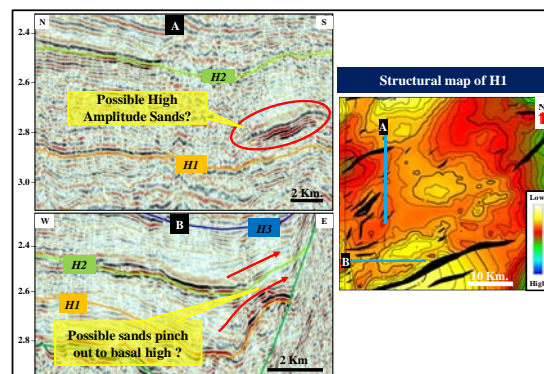 N
A
S
2.4
H2
2.6
Possible High
Amplitude Sands?
2.8
H1
3.0
2 Km.
W
B
E
H3
2.4
H2
2.6
H1
Possible sands pinch
out to basal high ?
2.8
2 Km
Structural map of H1
N
A
B
Low
High
10 Km.